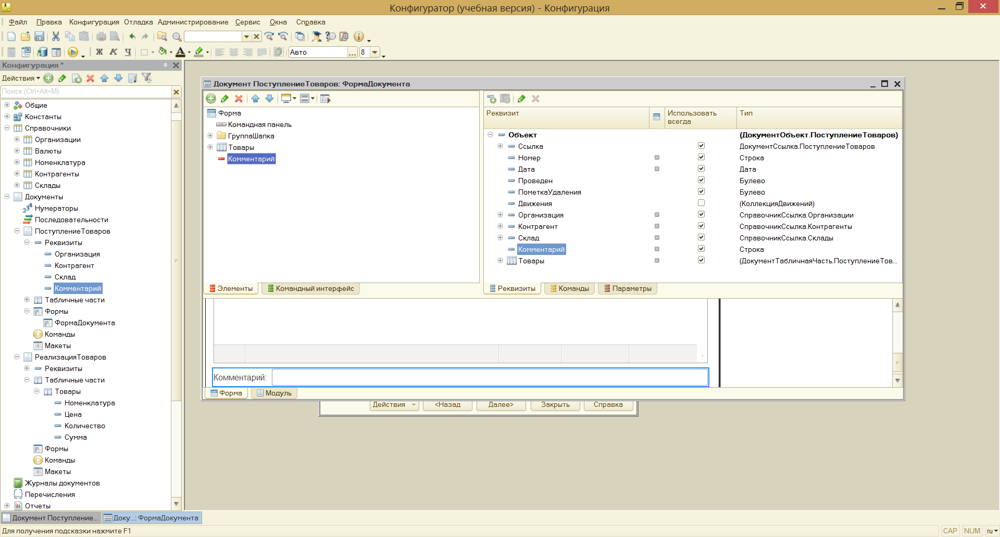 Конфигуратор (учебная версия) - Конфигурация
Файл Правка Конфигурация Отладка Администрирование Сервис Окна Справка
Ж К Ч А Авто ... 8
Конфигурация *
Действия
Поиск (Ctrl+Alt+M)
Общие
Константы
Справочники
Организации
Валюты
Номенклатура
Контрагенты
Склады
Документы
Нумераторы
Последовательности
ПоступлениеТоваров
Реквизиты
Организация
Контрагент
Склад
Комментарий
Табличные части
Формы
ФормаДокумента
Команды
Макеты
РеализацияТоваров
Реквизиты
Табличные части
Товары
Номенклатура
Цена
Количество
Сумма
Формы
Команды
Макеты
Журналы документов
Перечисления
Отчеты
Документ ПоступлениеТоваров: ФормаДокумента
Форма
Командная панель
ГруппаШапка
Товары
Комментарий
Элементы Командный интерфейс
Реквизит Использовать всегда Тип
Объект (ДокументОбъект.ПоступлениеТоваров)
Ссылка ДокументСсылка.ПоступлениеТоваров
Номер Строка
Дата Дата
Проведен Булево
ПометкаУдаления Булево
Движения (КоллекцияДвижений)
Организация СправочникСсылка.Организации
Контрагент СправочникСсылка.Контрагенты
Склад СправочникСсылка.Склады
Комментарий Строка
Товары (ДокументТабличнаяЧасть.ПоступлениеТов...
Реквизиты Команды Параметры
Комментарий:
Форма Модуль
Действия <Назад Далее> Закрыть Справка
Документ Поступление... Доку...: ФормаДокумента
Для получения подсказки нажмите F1 CAP NUM ru